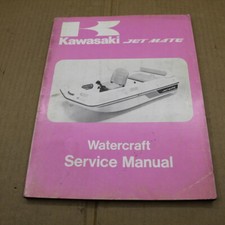 Kawasaki JET MATE
Watercraft
Service Manual